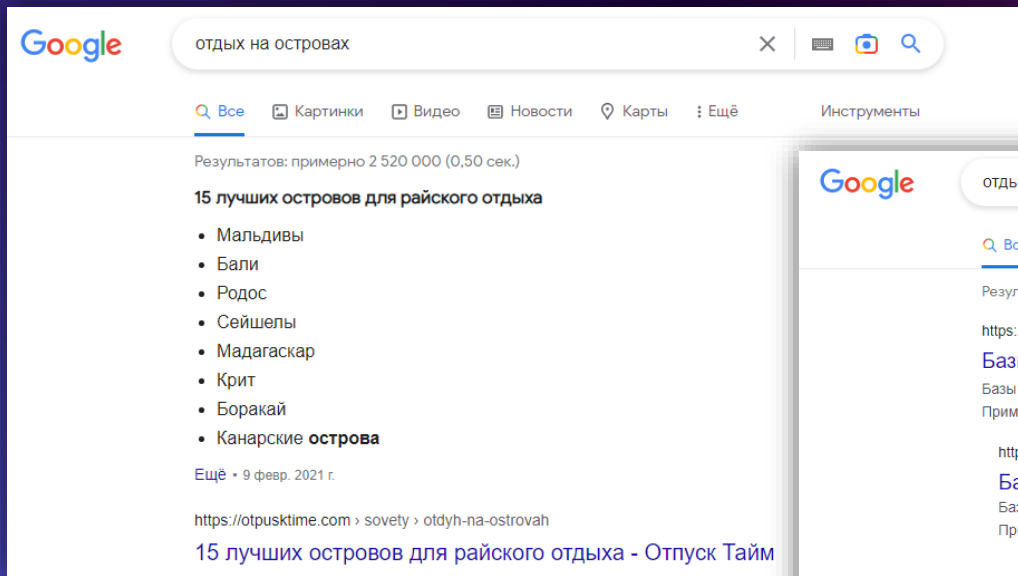 Google
отдых на островах
Все Картинки Видео Новости Карты Ещё Инструменты
Результатов: примерно 2 520 000 (0,50 сек.)
15 лучших островов для райского отдыха
Мальдивы
Бали
Родос
Сейшелы
Мадагаскар
Крит
Боракай
Канарские острова
Ещё • 9 февр. 2021 г.
https://otpusktime.com › sovety › otdyh-na-ostrovah
15 лучших островов для райского отдыха - Отпуск Тайм
Google
https:
Базы